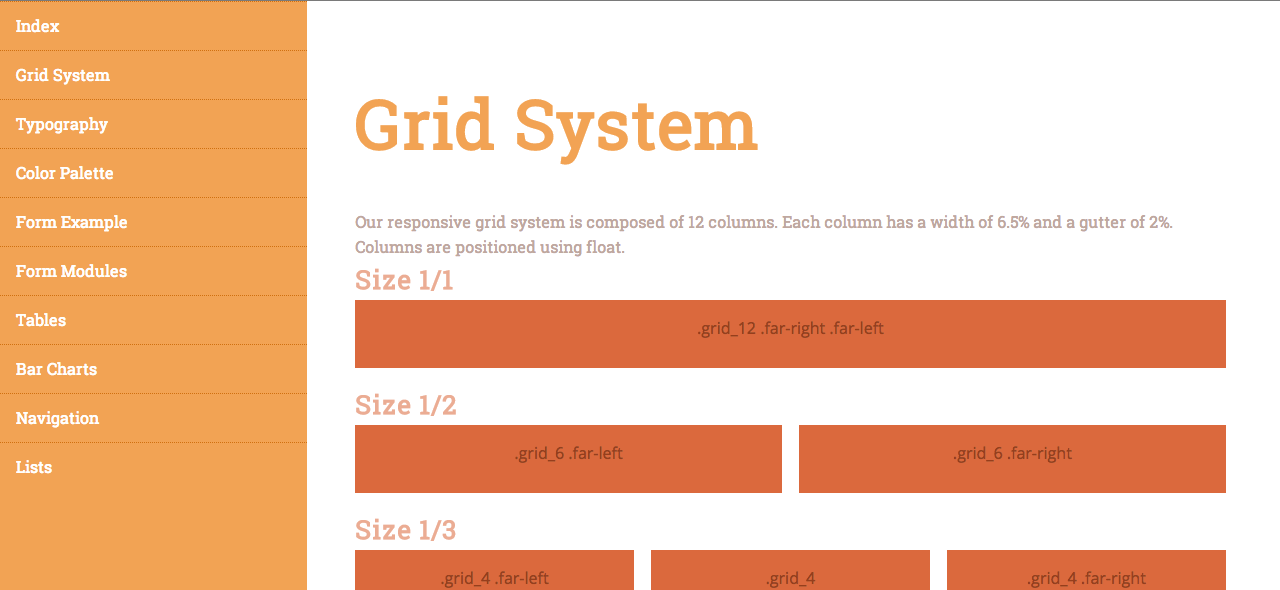 Index
Grid System
Typography
Color Palette
Form Example
Form Modules
Tables
Bar Charts
Navigation
Lists
Grid System
Our responsive grid system is composed of 12 columns. Each column has a width of 6.5% and a gutter of 2%.
Columns are positioned using float.
Size 1/1
.grid_12 .far-right .far-left
Size 1/2
.grid_6 .far-left
.grid_6 .far-right
Size 1/3
.grid_4 .far-left
.grid_4
.grid_4 .far-right